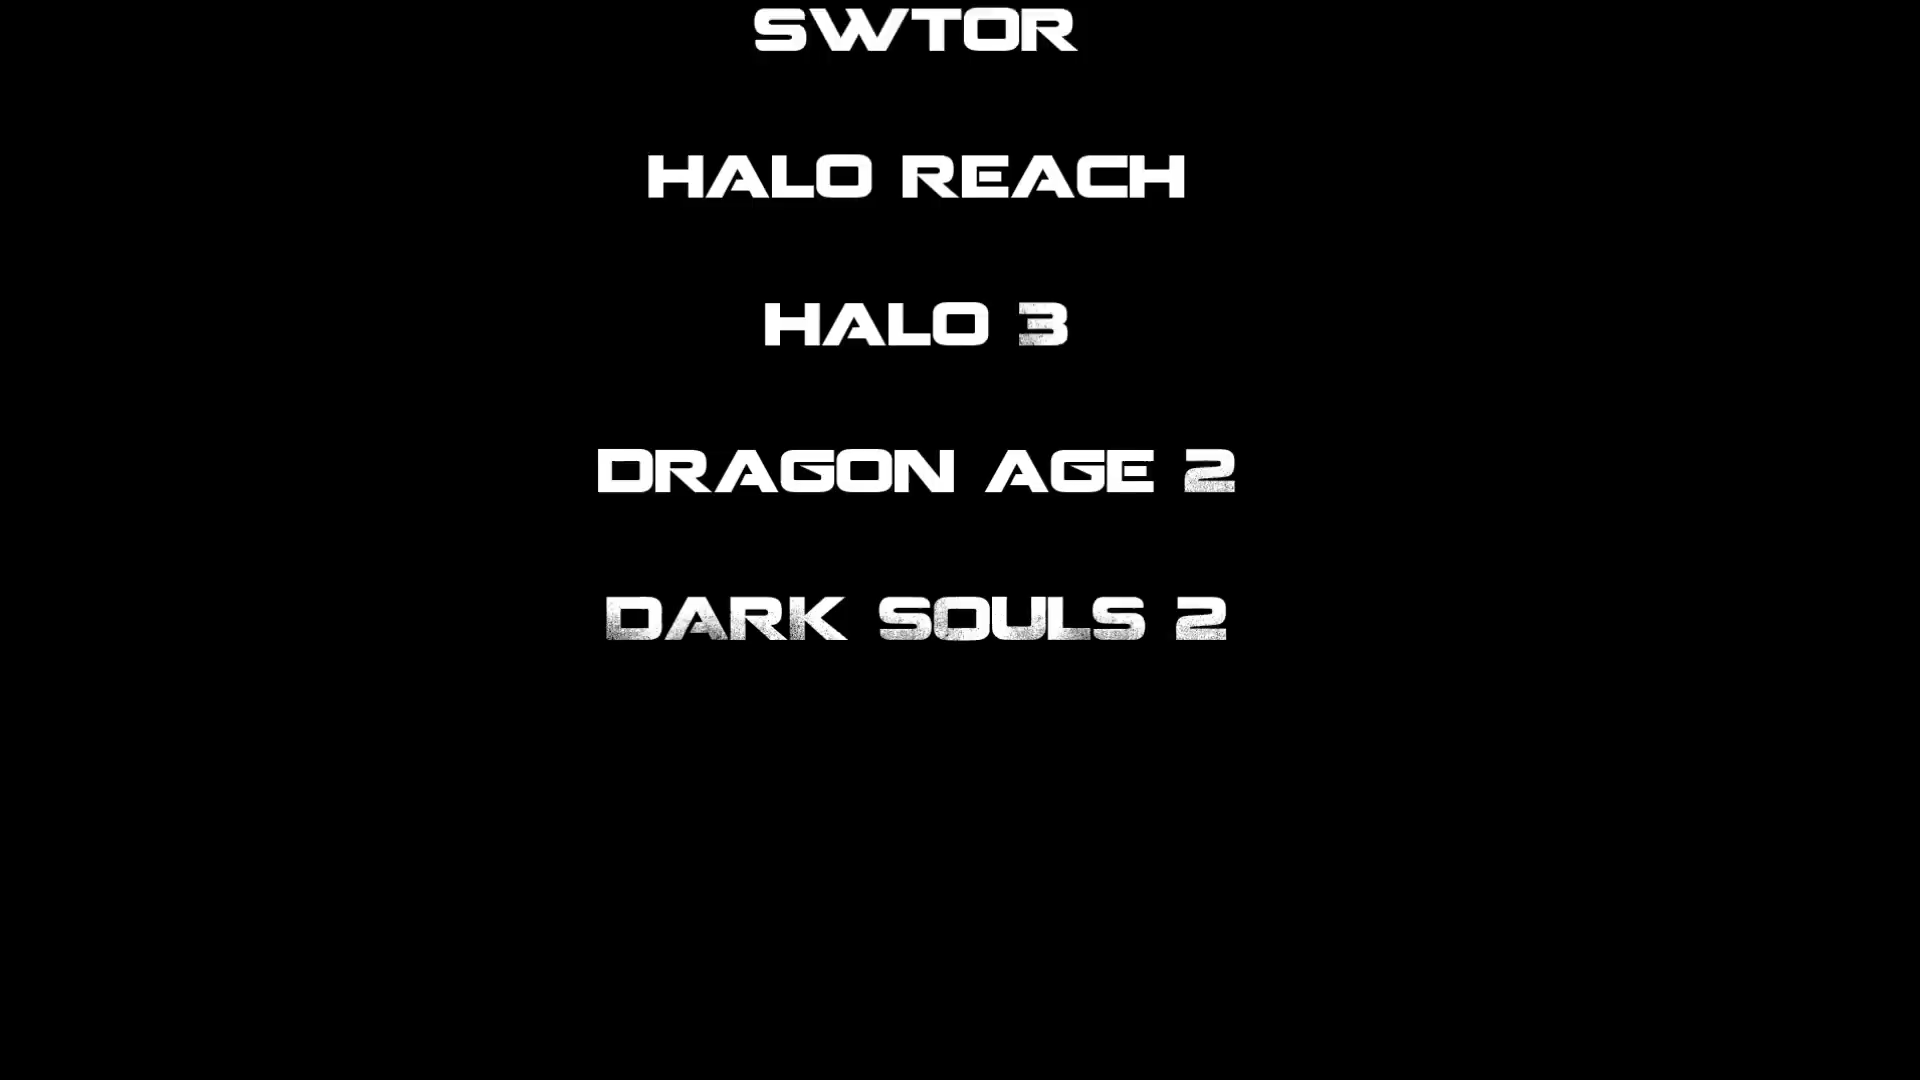 SWTOR
HALO REACH
HALO 3
DRAGON AGE 2
DARK SOULS 2